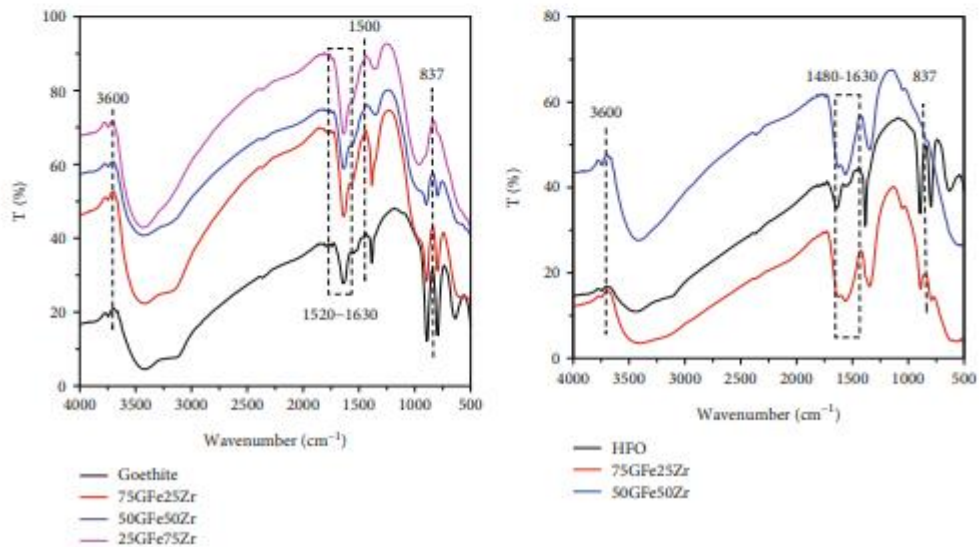 100
80
60
40
20
0
T (%)
3600
1500
837
1520–1630
4000 3500 3000 2500 2000 1500 1000 500
Wavenumber (cm−1)
Goethite
75GFe25Zr
50GFe50Zr
25GFe75Zr
80
60
40
20
0
T (%)
3600
1480-1630
837
4000 3500 3000 2500 2000 1500 1000 500
Wavenumber (cm−1)
HFO
75GFe25Zr
50GFe50Zr